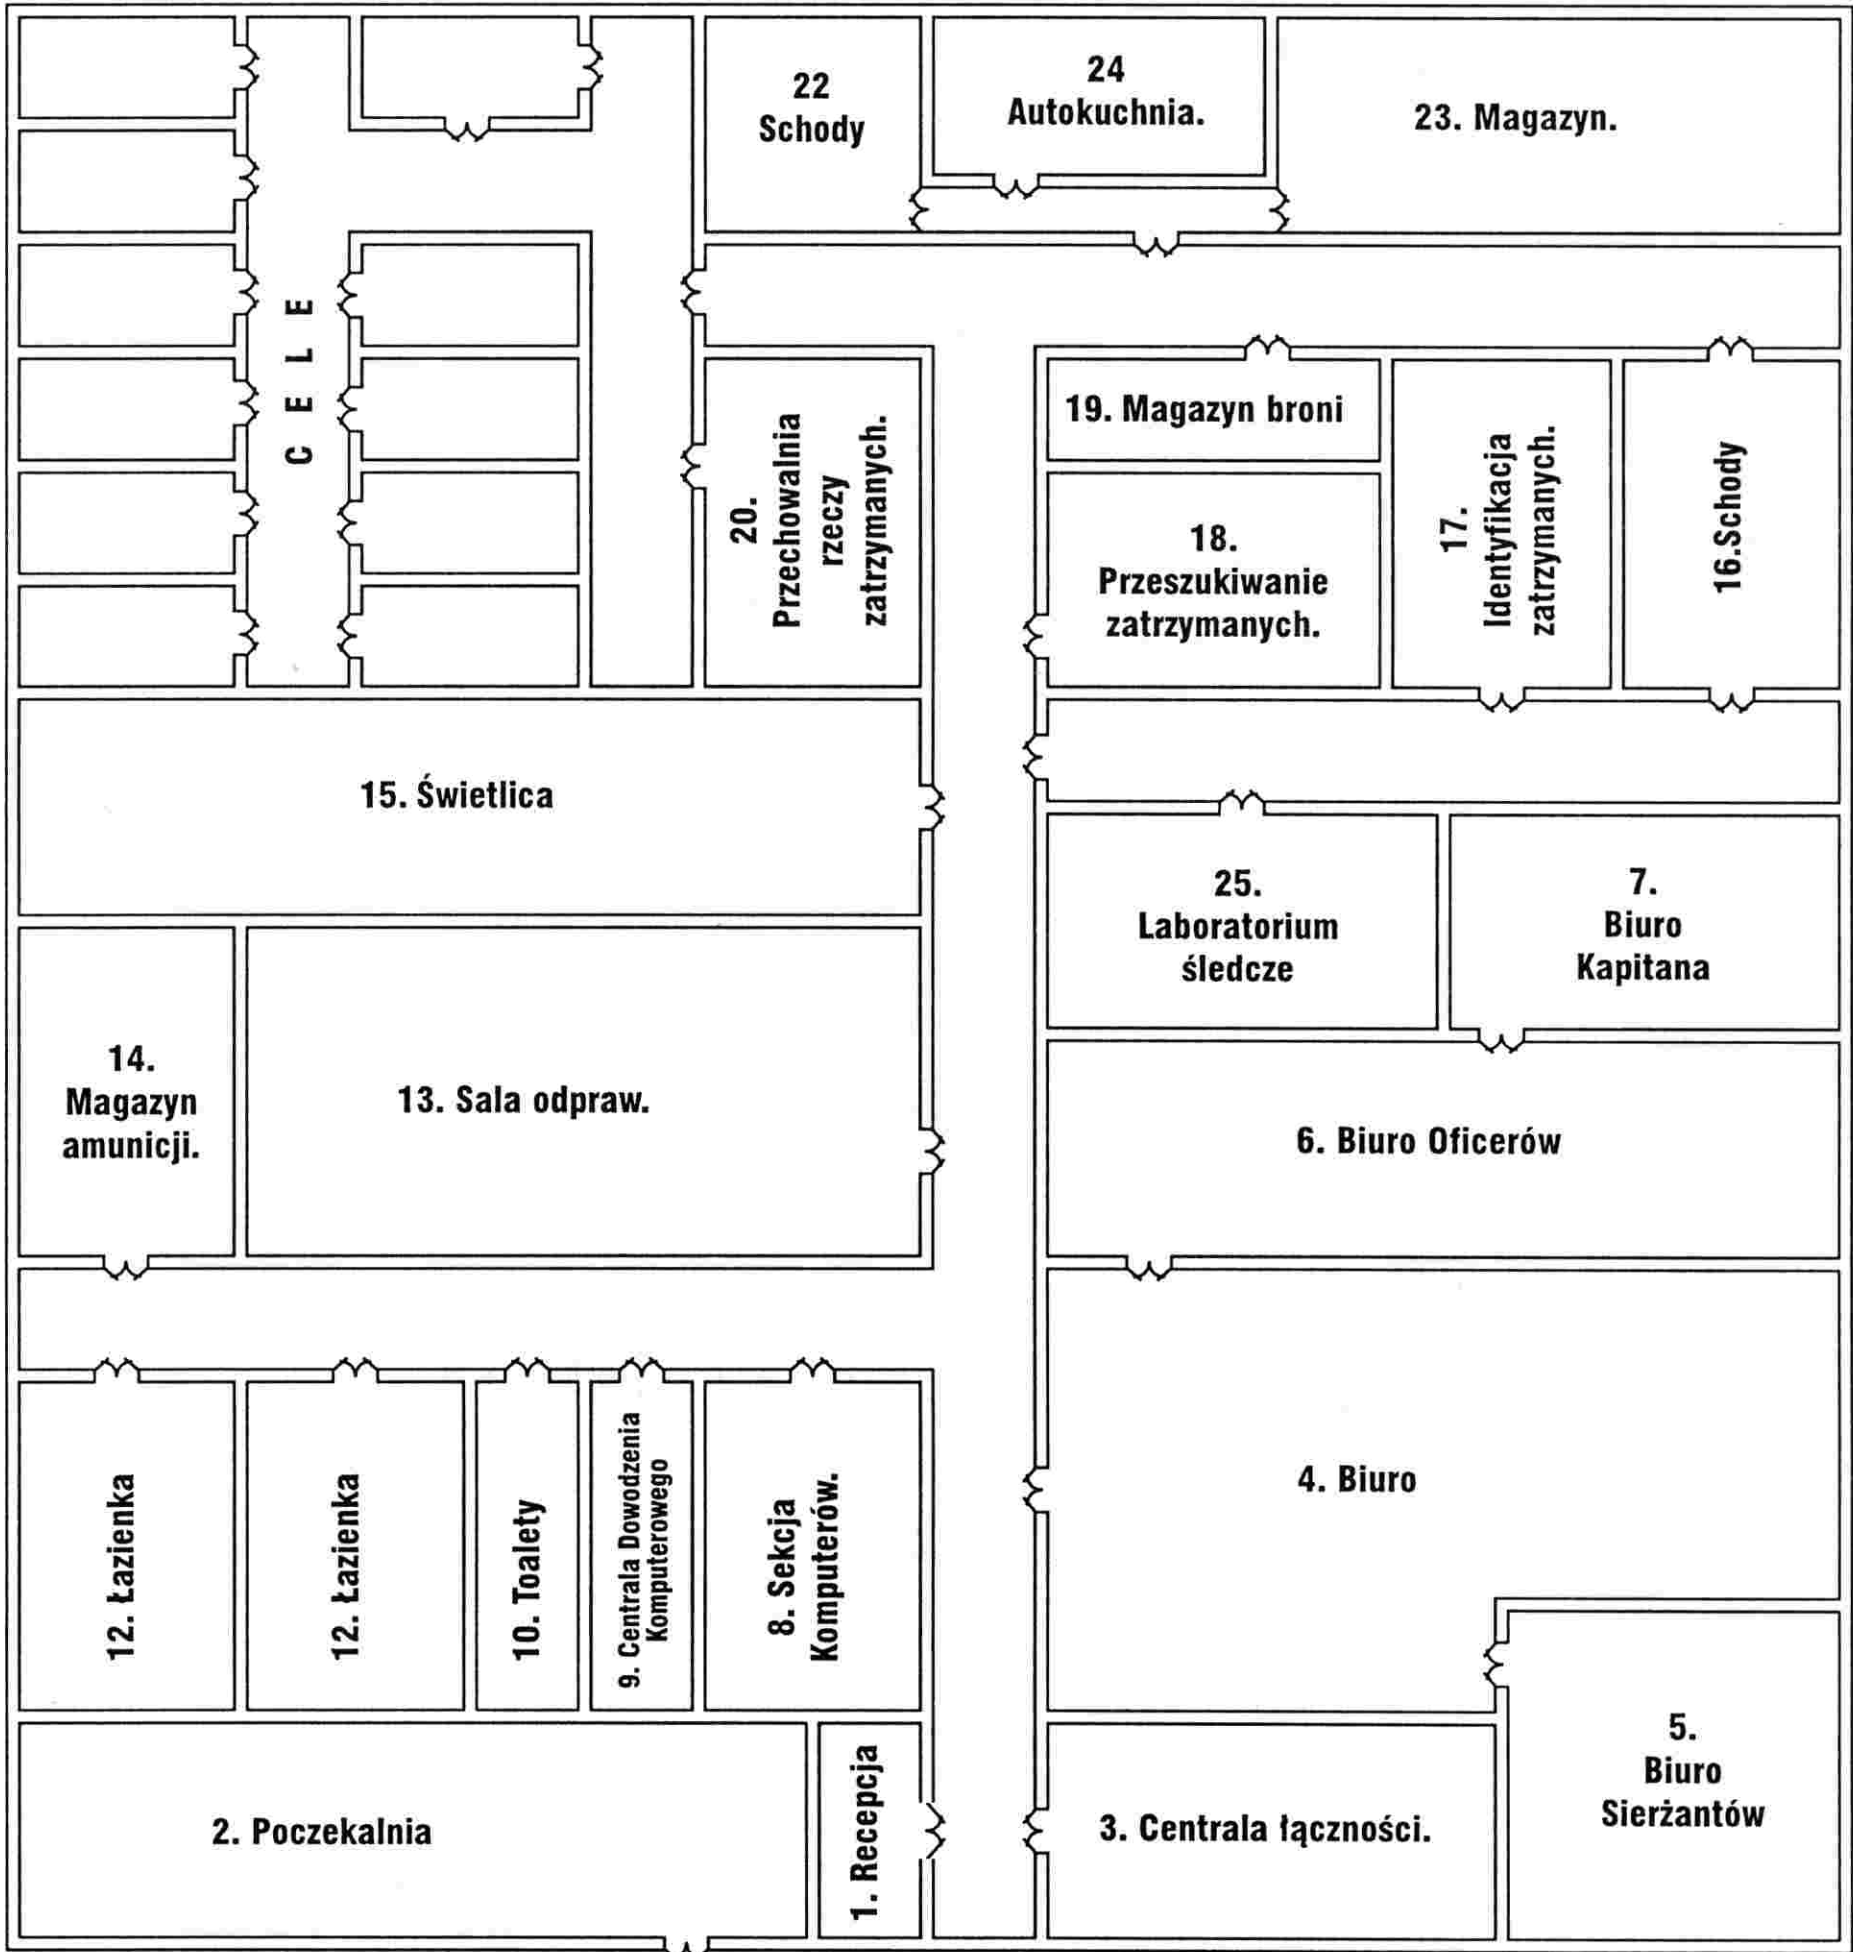 22
Schody
24
Autokuchnia.
23. Magazyn.
CELE
20.
Przechowalnia
rzeczy
zatrzymanych.
19. Magazyn broni
18.
Przeszukiwanie
zatrzymanych.
17.
Identyfikacja
zatrzymanych.
16.Schody
15. Świetlica
25.
Laboratorium
śledcze
7.
Biuro
Kapitana
14.
Magazyn
amunicji.
13. Sala odpraw.
6. Biuro Oficerów
12. Łazienka
12. Łazienka
10. Toalety
9. Centrala Dowodzenia
Komputerowego
8. Sekcja
Komputerów.
4. Biuro
2. Poczekalnia
1. Recepcja
3. Centrala łączności.
5.
Biuro
Sierżantów